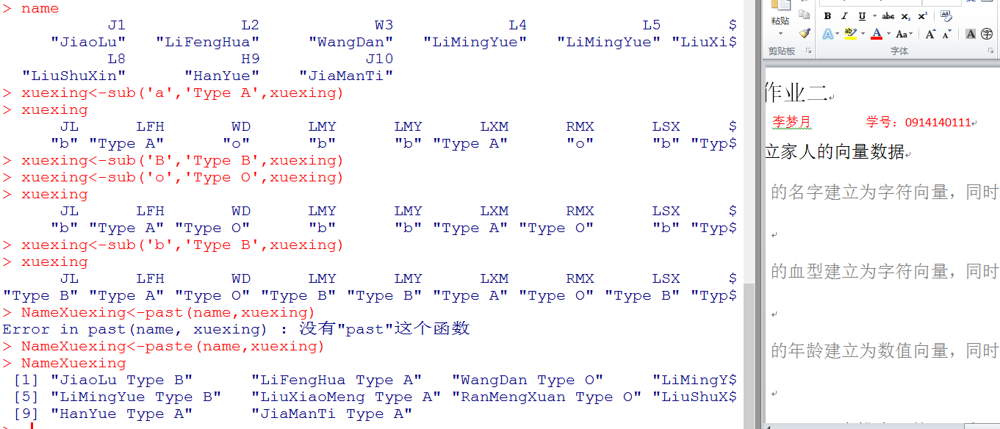 > name
J1 L2 W3 L4 L5 $
"JiaoLu" "LiFengHua" "WangDan" "LiMingYue" "LiMingYue" "LiuXi$
L8 H9 J10
"LiuShuXin" "HanYue" "JiaManTi"
> xuexing<-sub('a','Type A',xuexing)
> xuexing
JL LFH WD LMY LMY LXM RMX LSX $
"b" "Type A" "o" "b" "b" "Type A" "o" "b" "Typ$
> xuexing<-sub('B','Type B',xuexing)
> xuexing<-sub('o','Type O',xuexing)
> xuexing
JL LFH WD LMY LMY LXM RMX LSX $
"b" "Type A" "Type O" "b" "b" "Type A" "Type O" "b" "Typ$
> xuexing<-sub('b','Type B',xuexing)
> xuexing
JL LFH WD LMY LMY LXM RMX LSX $
"Type B" "Type A" "Type O" "Type B" "Type B" "Type A" "Type O" "Type B" "Typ$
> NameXuexing<-past(name,xuexing)
Error in past(name, xuexing) : 没有"past"这个函数
> NameXuexing<-paste(name,xuexing)
> NameXuexing
[1] "JiaoLu Type B" "LiFengHua Type A" "WangDan Type O" "LiMingY$
[5] "LiMingYue Type B" "LiuXiaoMeng Type A" "RanMengXuan Type O" "LiuShuX$
[9] "HanYue Type A" "JiaManTi Type A"
>
粘贴
B I U abc x₂ x²
A ab A Aa A A A 字
剪贴板 字体
作业二
李梦月 学号：0914140111
立家人的向量数据
的名字建立为字符向量，同时
的血型建立为字符向量，同时
的年龄建立为数值向量，同时